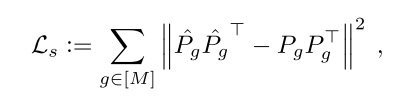 $$\mathcal{L}_s := \sum_{g \in [M]} \left\| \hat{P}_g \hat{P}_g^{\top} - P_g P_g^{\top} \right\|^2 ,$$